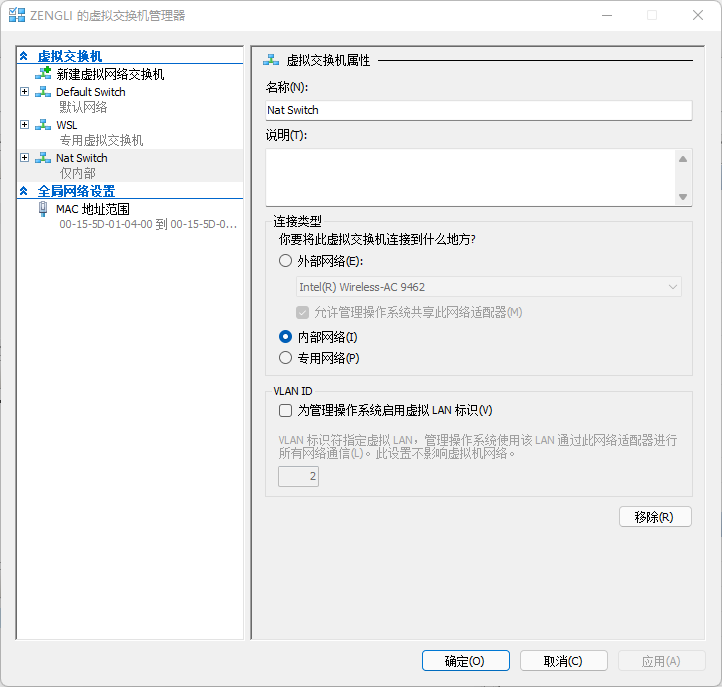 ZENGLI 的虚拟交换机管理器
虚拟交换机
新建虚拟网络交换机
Default Switch
默认网络
WSL
专用虚拟交换机
Nat Switch
仅内部
全局网络设置
MAC 地址范围
00-15-5D-01-04-00 到 00-15-5D-0...
虚拟交换机属性
名称(N):
Nat Switch
说明(T):
连接类型
你要将此虚拟交换机连接到什么地方?
外部网络(E):
Intel(R) Wireless-AC 9462
允许管理操作系统共享此网络适配器(M)
内部网络(I)
专用网络(P)
VLAN ID
为管理操作系统启用虚拟 LAN 标识(V)
VLAN 标识符指定虚拟 LAN，管理操作系统使用该 LAN 通过此网络适配器进行
所有网络通信(L)。此设置不影响虚拟机网络。
2
移除(R)
确定(O)
取消(C)
应用(A)